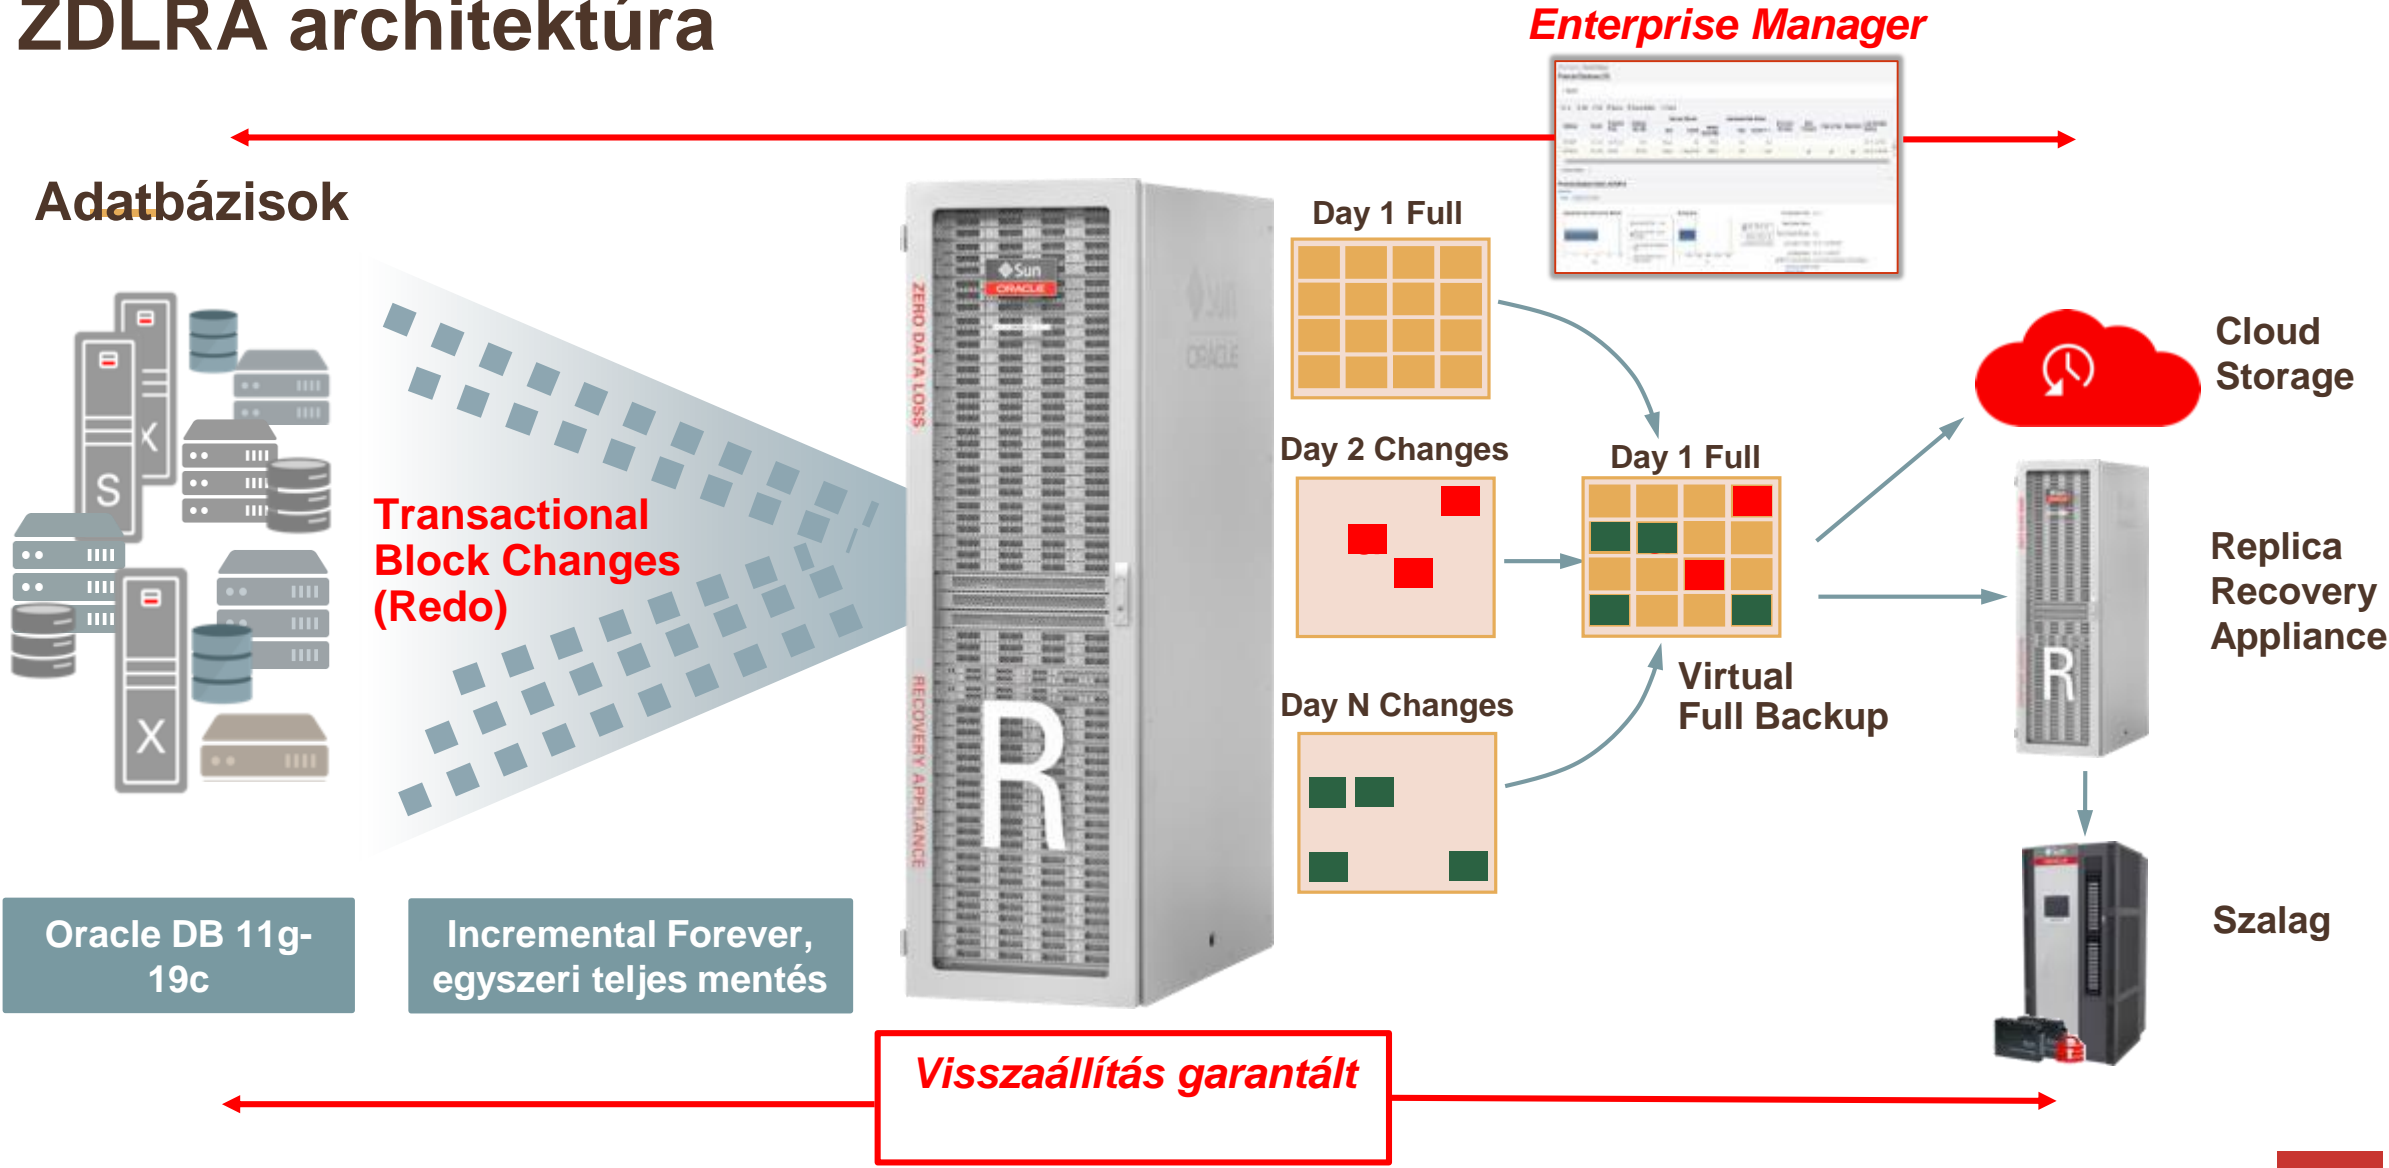 ZDLRA architektúra
Enterprise Manager
Adatbázisok
Day 1 Full
Sun
ORACLE
ZERO DATA LOSS
RECOVERY APPLIANCE
R
Sun
ORACLE
X
S
X
Transactional
Block Changes
(Redo)
Day 2 Changes
Day 1 Full
Day N Changes
Virtual
Full Backup
Cloud
Storage
Replica
Recovery
Appliance
R
Szalag
Oracle DB 11g-
19c
Incremental Forever,
egyszeri teljes mentés
Visszaállítás garantált